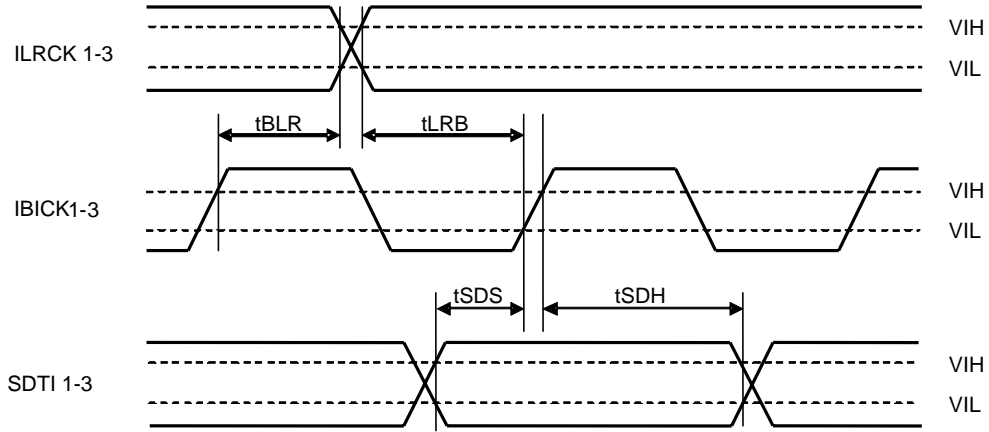 VIH
ILRCK 1-3
VIL
tBLR
tLRB
VIH
IBICK1-3
VIL
tSDS
tSDH
VIH
SDTI 1-3
VIL